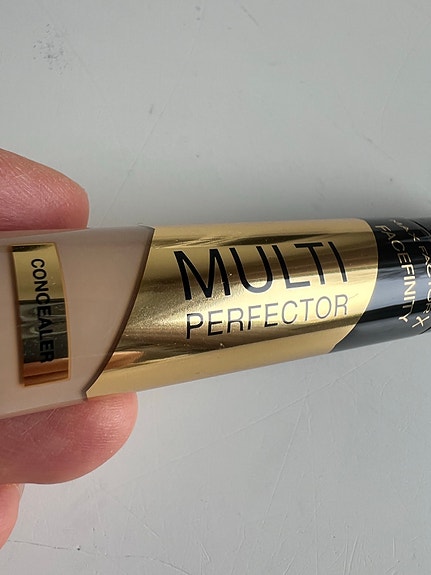 CONCEALER
MULTI
PERFECTOR
FACEFINITY